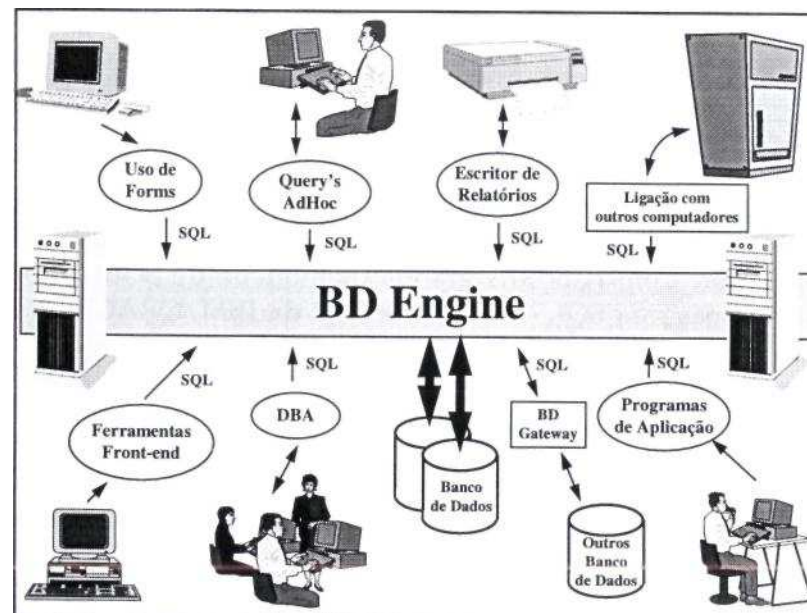 Uso de
Forms
Query's
AdHoc
Escritor de
Relatórios
Ligação com
outros computadores
SQL
SQL
SQL
SQL
BD Engine
SQL
SQL
SQL
SQL
Ferramentas
Front-end
DBA
Banco
de Dados
BD
Gateway
Programas
de Aplicação
Outros
Banco
de Dados